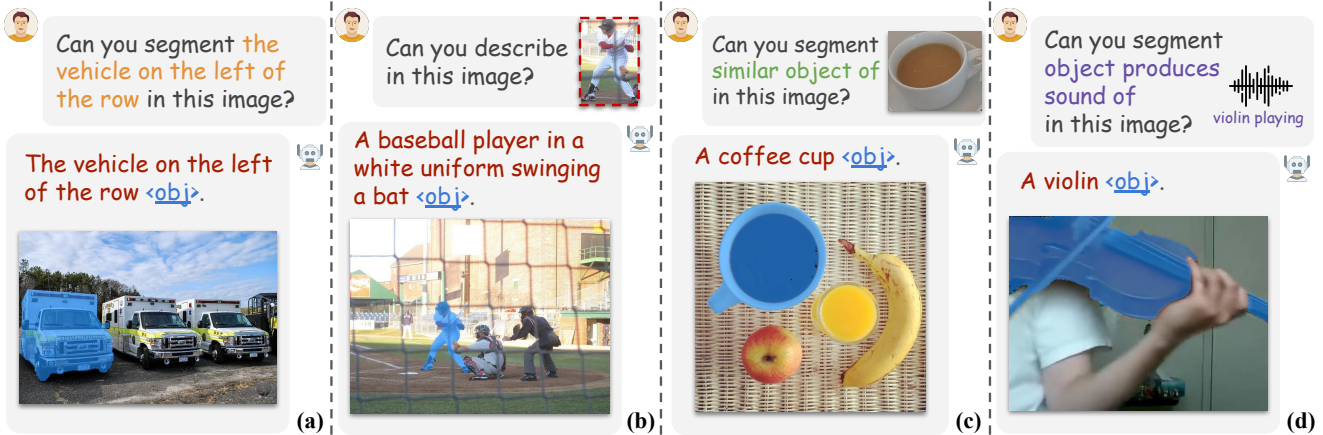 Can you segment the
vehicle on the left of
the row in this image?
The vehicle on the left
of the row <obj>.
(a)
Can you describe
in this image?
A baseball player in a
white uniform swinging
a bat <obj>.
(b)
Can you segment
similar object of
in this image?
A coffee cup <obj>.
(c)
Can you segment
object produces
sound of
in this image?
violin playing
A violin <obj>.
(d)